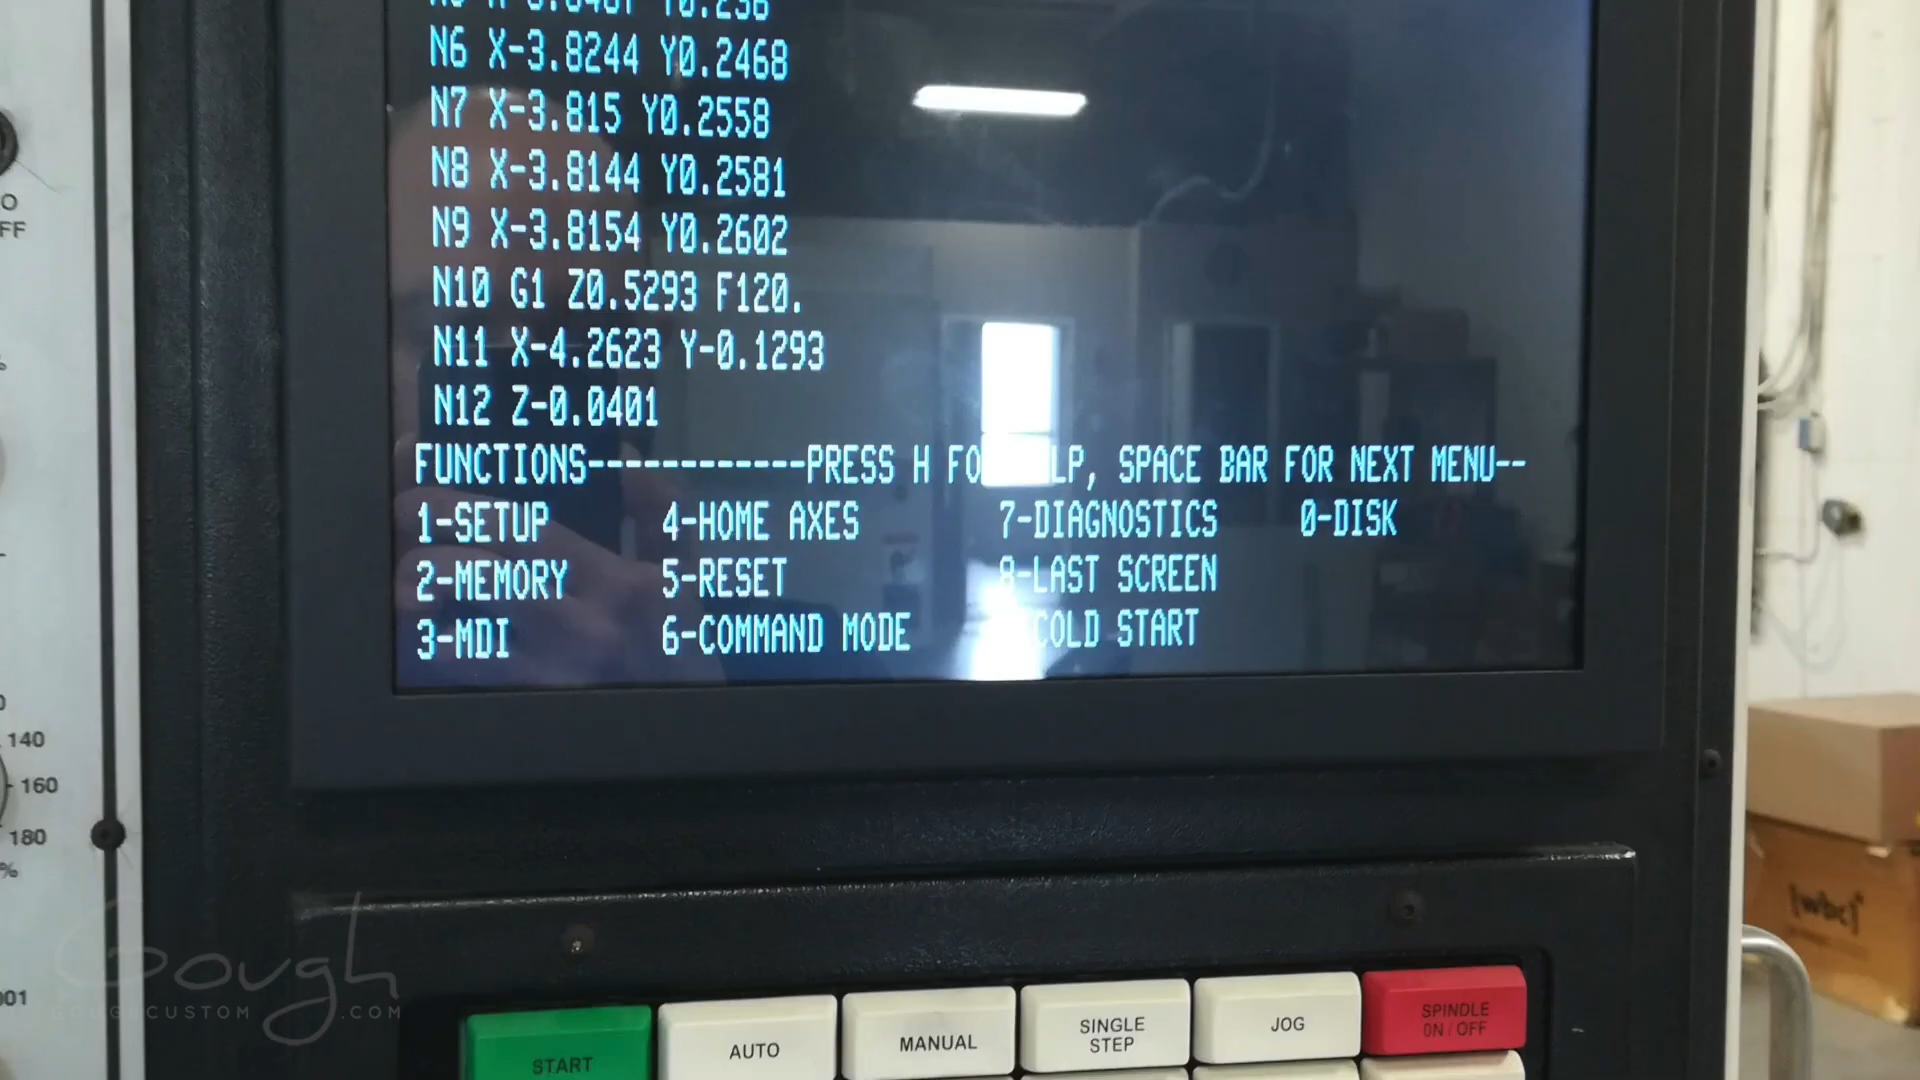 N6 X-3.8244 Y0.2468
N7 X-3.815 Y0.2558
N8 X-3.8144 Y0.2581
N9 X-3.8154 Y0.2602
N10 G1 Z0.5293 F120.
N11 X-4.2623 Y-0.1293
N12 Z-0.0401
FUNCTIONS------------PRESS H FO LP, SPACE BAR FOR NEXT MENU--
1-SETUP 4-HOME AXES 7-DIAGNOSTICS 0-DISK
2-MEMORY 5-RESET 8-LAST SCREEN
3-MDI 6-COMMAND MODE COLD START
140
160
180
%
Gough
GOUGHCUSTOM .COM
START
AUTO
MANUAL
SINGLE
STEP
JOG
SPINDLE
ON / OFF